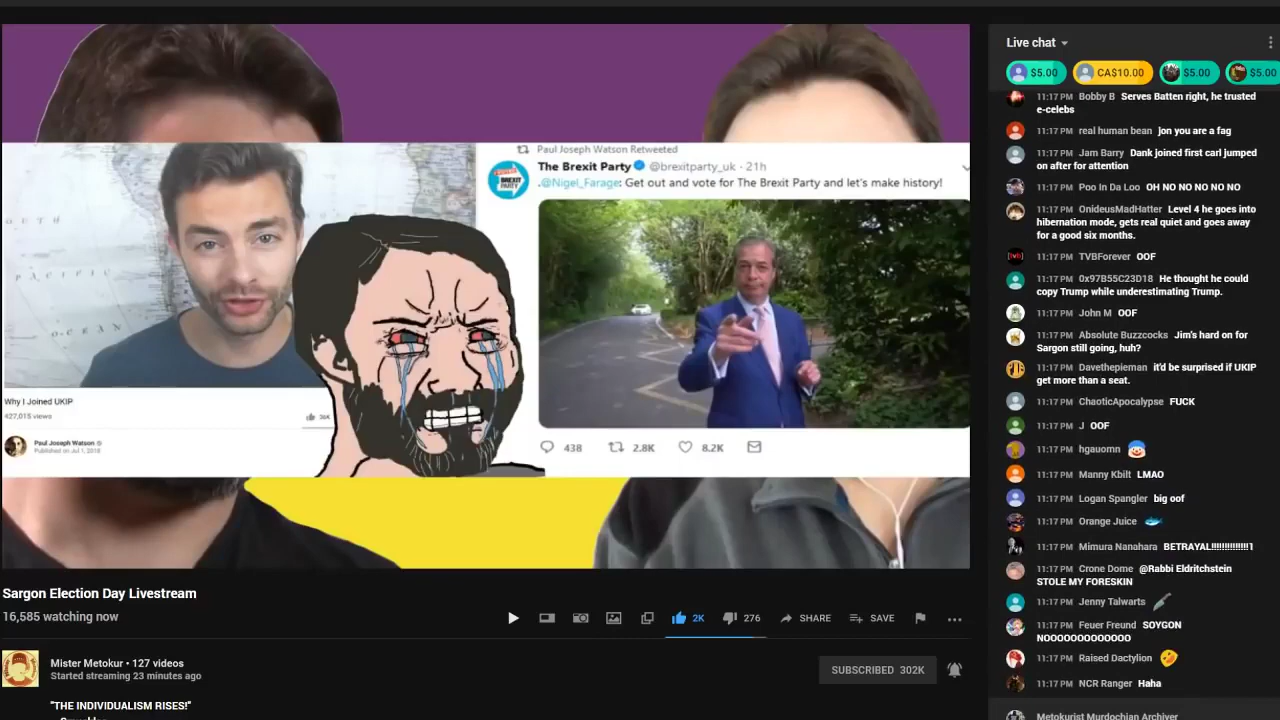 Paul Joseph Watson Retweeted
The Brexit Party @brexitparty_uk · 21h
.@Nigel_Farage: Get out and vote for The Brexit Party and let's make history!
BREXIT
PARTY
SOUTH
PACIFIC
OCEAN
Why I Joined UKIP
427,015 views
Paul Joseph Watson
Published on Jul 1, 2018
438 2.8K 8.2K
Sargon Election Day Livestream
16,585 watching now
2K 276 SHARE SAVE
Mister Metokur • 127 videos
Started streaming 23 minutes ago
SUBSCRIBED 302K
"THE INDIVIDUALISM RISES!"
Live chat
$5.00 CA$10.00 $5.00 $5.00
11:17 PM Bobby B Serves Batten right, he trusted
e-celebs
11:17 PM real human bean jon you are a fag
11:17 PM Jam Barry Dank joined first carl jumped
on after for attention
11:17 PM Poo In Da Loo OH NO NO NO NO NO
11:17 PM OnideusMadHatter Level 4 he goes into
hibernation mode, gets real quiet and goes away
for a good six months.
11:17 PM TVBForever OOF
11:17 PM 0x97B55C23D18 He thought he could
copy Trump while underestimating Trump.
11:17 PM John M OOF
11:17 PM Absolute Buzzcocks Jim's hard on for
Sargon still going, huh?
11:17 PM Davethepieman it'd be surprised if UKIP
get more than a seat.
11:17 PM ChaoticApocalypse FUCK
11:17 PM J OOF
11:17 PM hgauomn
11:17 PM Manny Kbilt LMAO
11:17 PM Logan Spangler big oof
11:17 PM Orange Juice
11:17 PM Mimura Nanahara BETRAYAL!!!!!!!!!!!!!!1
11:17 PM Crone Dome @Rabbi Eldritchstein
STOLE MY FORESKIN
11:17 PM Jenny Talwarts
11:17 PM Feuer Freund SOYGON
NOOOOOOOOOOOOO
11:17 PM Raised Dactylion
11:17 PM NCR Ranger Haha
Metokurist Murdochian Archiver